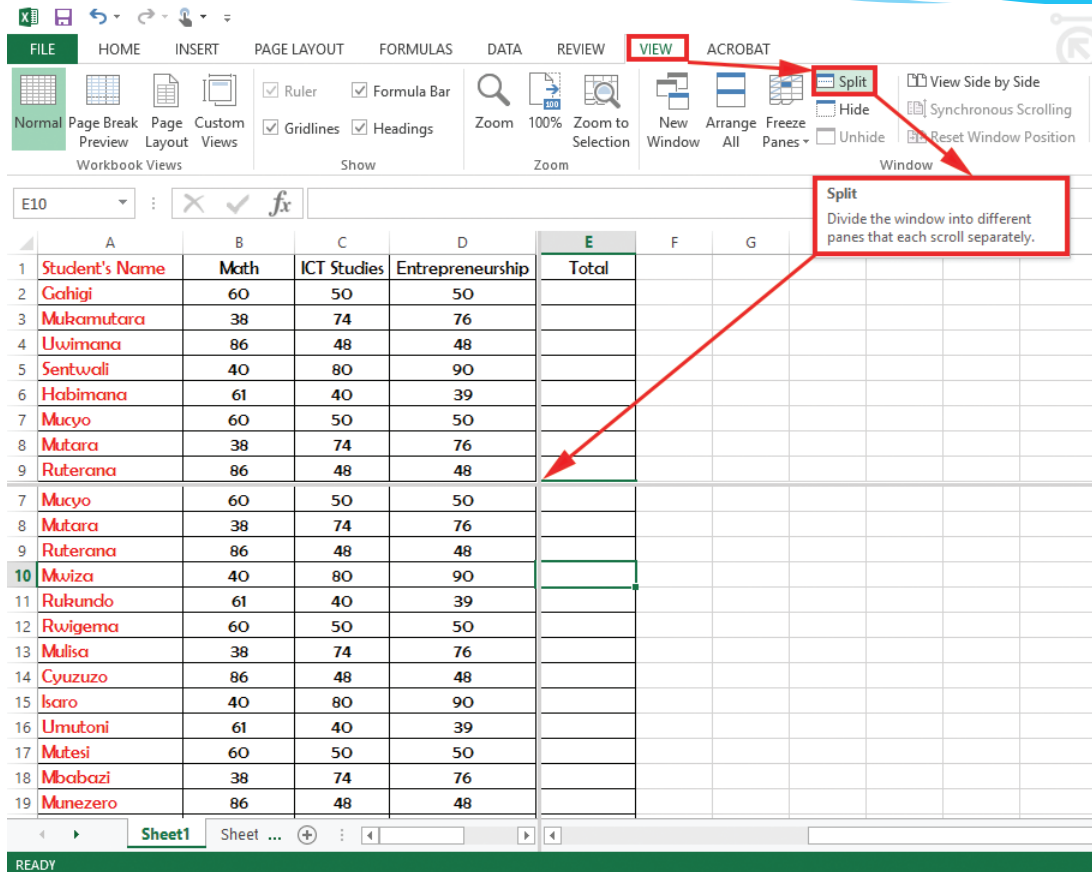 FILE HOME INSERT PAGE LAYOUT FORMULAS DATA REVIEW VIEW ACROBAT
Normal Page Break Preview Page Layout Custom Views
Workbook Views
Ruler Formula Bar
Gridlines Headings
Show
Zoom 100% Zoom to Selection
Zoom
New Window Arrange All Freeze Panes
Split
Hide
Unhide
View Side by Side
Synchronous Scrolling
Reset Window Position
Window
Split
Divide the window into different
panes that each scroll separately.
E10 fx
A B C D E F G
1 Student's Name Math ICT Studies Entrepreneurship Total
2 Gahigi 60 50 50
3 Mukamutara 38 74 76
4 Uwimana 86 48 48
5 Sentwali 40 80 90
6 Habimana 61 40 39
7 Mucyo 60 50 50
8 Mutara 38 74 76
9 Ruterana 86 48 48
7 Mucyo 60 50 50
8 Mutara 38 74 76
9 Ruterana 86 48 48
10 Mwiza 40 80 90
11 Rukundo 61 40 39
12 Rwigema 60 50 50
13 Mulisa 38 74 76
14 Cyuzuzo 86 48 48
15 Isaro 40 80 90
16 Umutoni 61 40 39
17 Mutesi 60 50 50
18 Mbabazi 38 74 76
19 Munezero 86 48 48
Sheet1 Sheet ...
READY